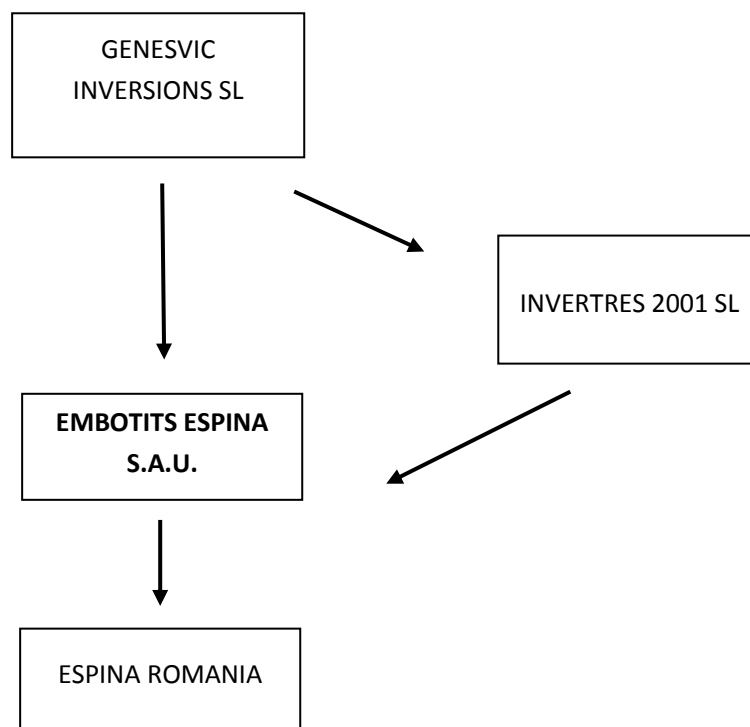 GENESVIC
INVERSIONS SL
INVERTRES 2001 SL
EMBOTITS ESPINA
S.A.U.
ESPINA ROMANIA